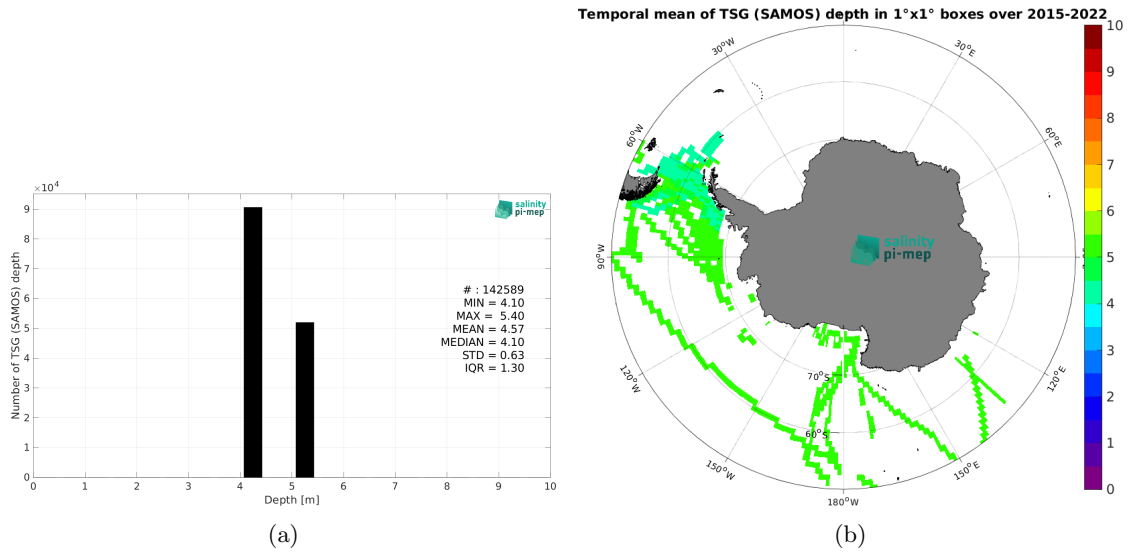 Temporal mean of TSG (SAMOS) depth in 1°x1° boxes over 2015-2022
×10⁴
9
8
7
6
5
4
3
2
1
0
Number of TSG (SAMOS) depth
0 1 2 3 4 5 6 7 8 9 10
Depth [m]
salinity
pi-mep
# : 142589
MIN = 4.10
MAX = 5.40
MEAN = 4.57
MEDIAN = 4.10
STD = 0.63
IQR = 1.30
(a)
30°W
30°E
60°W
60°E
90°W
120°W
120°E
150°W
150°E
180°W
70°S
60°S
salinity
pi-mep
10
9
8
7
6
5
4
3
2
1
0
(b)